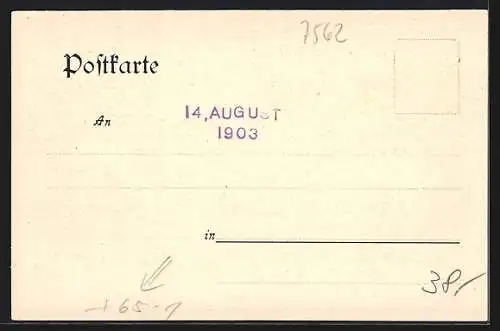 7562
Poſtkarte
An
14, AUGUST
1903
in
38,-
+65-1